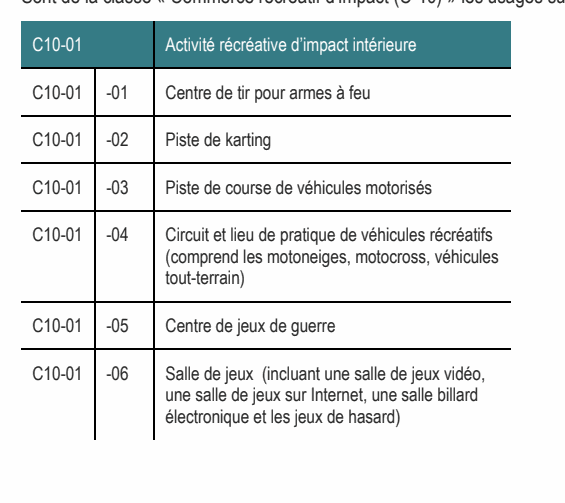 Sont de la classe « Commerce récréatif d'impact (C-10) » les usages su
C10-01 Activité récréative d'impact intérieure
C10-01 -01 Centre de tir pour armes à feu
C10-01 -02 Piste de karting
C10-01 -03 Piste de course de véhicules motorisés
C10-01 -04 Circuit et lieu de pratique de véhicules récréatifs
(comprend les motoneiges, motocross, véhicules
tout-terrain)
C10-01 -05 Centre de jeux de guerre
C10-01 -06 Salle de jeux (incluant une salle de jeux vidéo,
une salle de jeux sur Internet, une salle billard
électronique et les jeux de hasard)